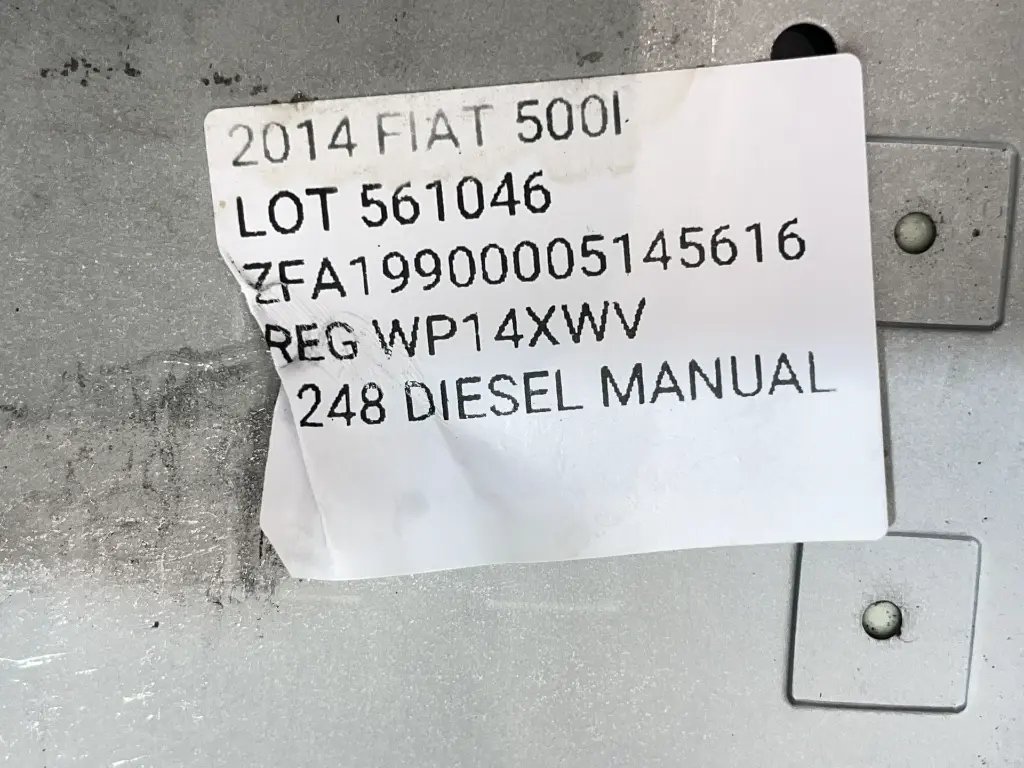 2014 FIAT 500l
LOT 561046
ZFA19900005145616
REG WP14XWV
248 DIESEL MANUAL